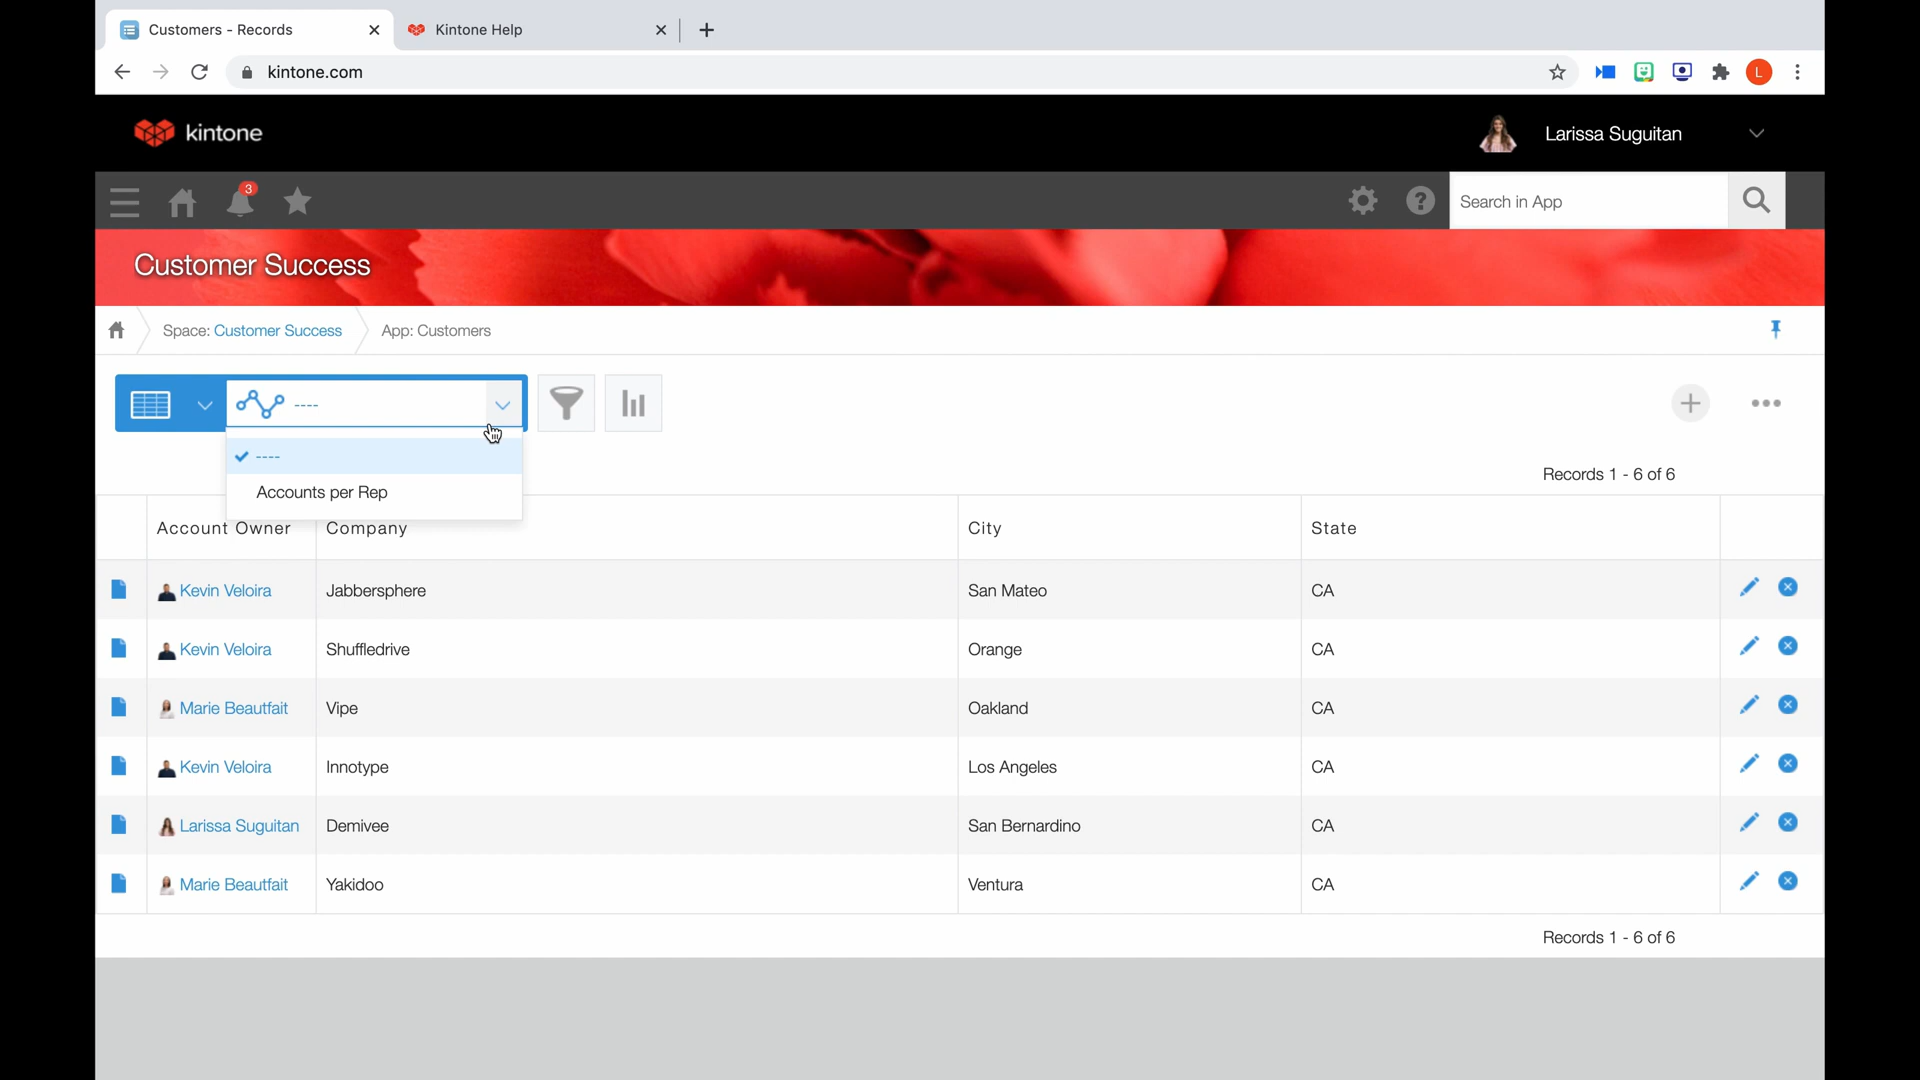 Customers - Records
Kintone Help
kintone.com
L
kintone
Larissa Suguitan
3
Search in App
Customer Success
Space: Customer Success
App: Customers
----
----
Accounts per Rep
Records 1 - 6 of 6
Account Owner Company City State
Kevin Veloira Jabbersphere San Mateo CA
Kevin Veloira Shuffledrive Orange CA
Marie Beautfait Vipe Oakland CA
Kevin Veloira Innotype Los Angeles CA
Larissa Suguitan Demivee San Bernardino CA
Marie Beautfait Yakidoo Ventura CA
Records 1 - 6 of 6